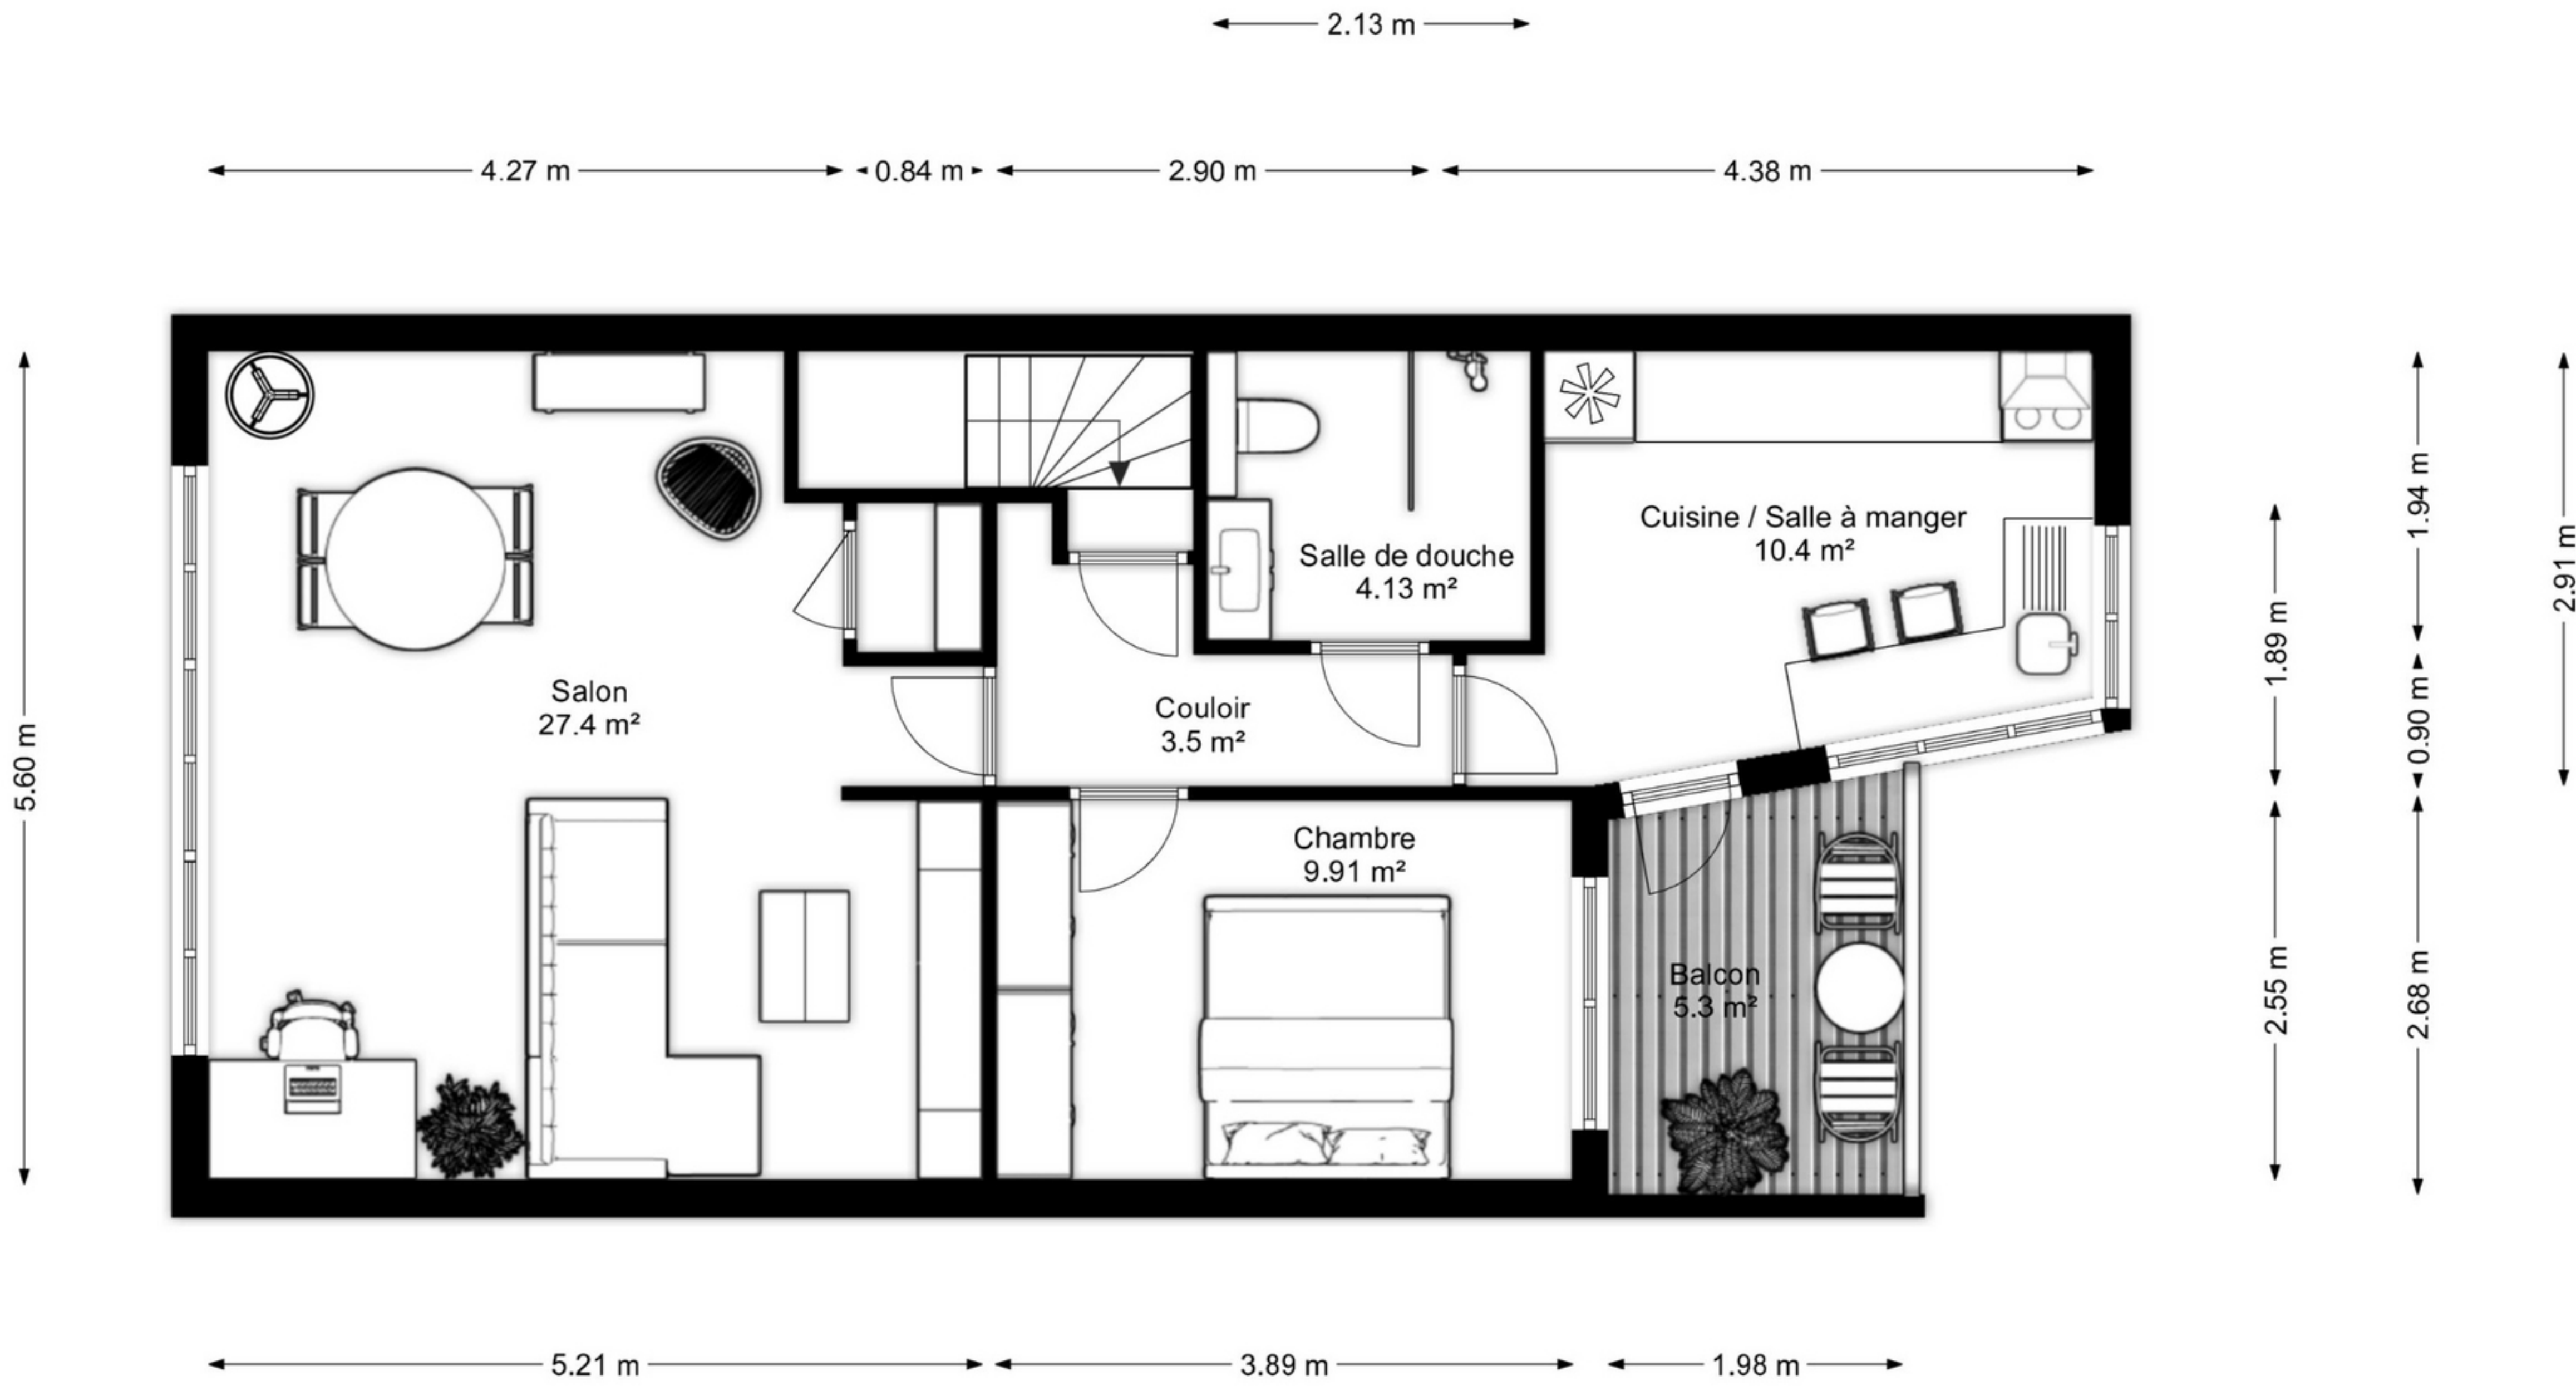 2.13 m
4.27 m
0.84 m
2.90 m
4.38 m
Cuisine / Salle à manger
10.4 m²
Salle de douche
4.13 m²
Salon
27.4 m²
Couloir
3.5 m²
Chambre
9.91 m²
Balcon
5.3 m²
5.60 m
1.89 m
2.55 m
1.94 m
0.90 m
2.68 m
2.91 m
5.21 m
3.89 m
1.98 m